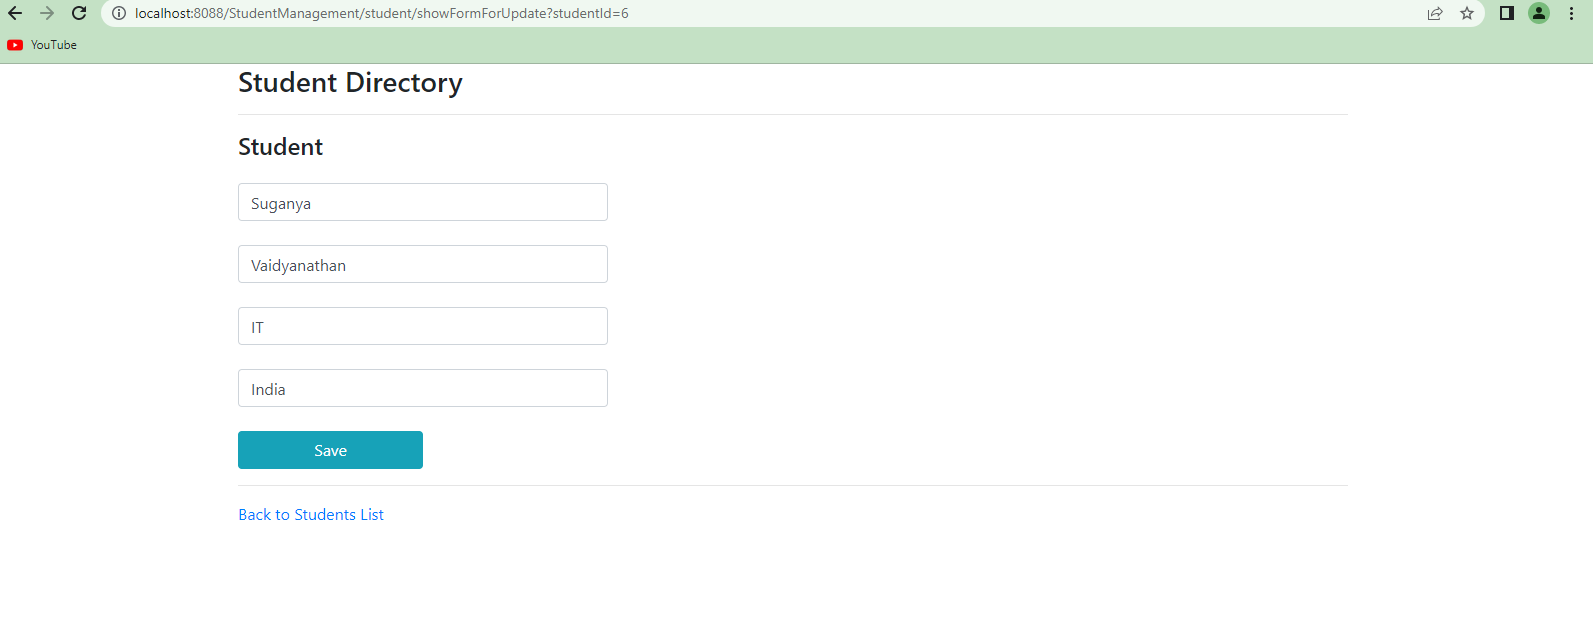 localhost:8088/StudentManagement/student/showFormForUpdate?studentId=6
YouTube
Student Directory
Student
Suganya
Vaidyanathan
IT
India
Save
Back to Students List